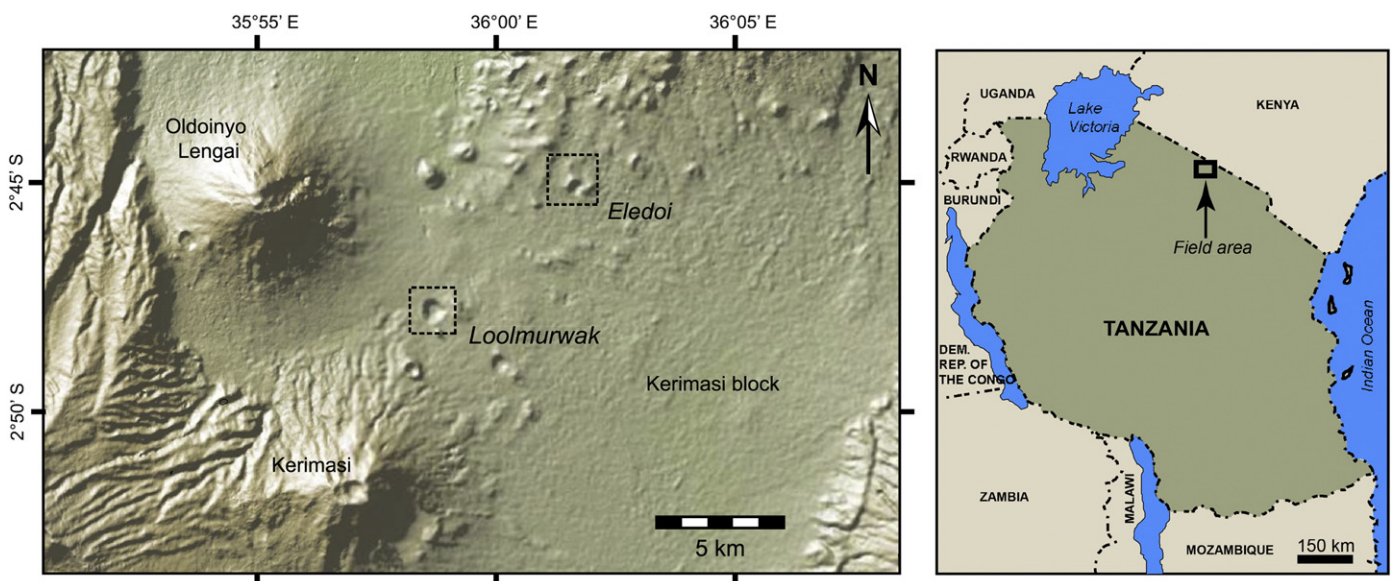 35°55' E
36°00' E
36°05' E
2°45' S
2°50' S
Oldoinyo
Lengai
N
Eledoi
Loolmurwak
Kerimasi block
Kerimasi
5 km
UGANDA
Lake
Victoria
KENYA
RWANDA
BURUNDI
Field area
TANZANIA
Indian Ocean
DEM.
REP. OF
THE CONGO
ZAMBIA
MALAWI
MOZAMBIQUE
150 km